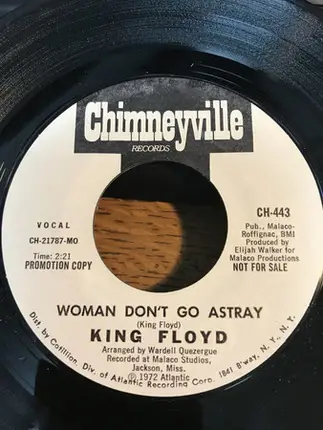 Chimneyville
RECORDS
VOCAL
CH-21787-MO
Time: 2:21
PROMOTION COPY
CH-443
Pub., Malaco-
Roffignac, BMI
Produced by
Elijah Walker for
Malaco Productions
NOT FOR SALE
WOMAN DON'T GO ASTRAY
(King Floyd)
KING FLOYD
Arranged by Wardell Quezergue
Recorded at Malaco Studios,
Jackson, Miss.
Ⓟ 1972 Atlantic
Dist. by Cotillion, Div. of Atlantic Recording Corp. 1841 B'way, N. Y., N. Y.